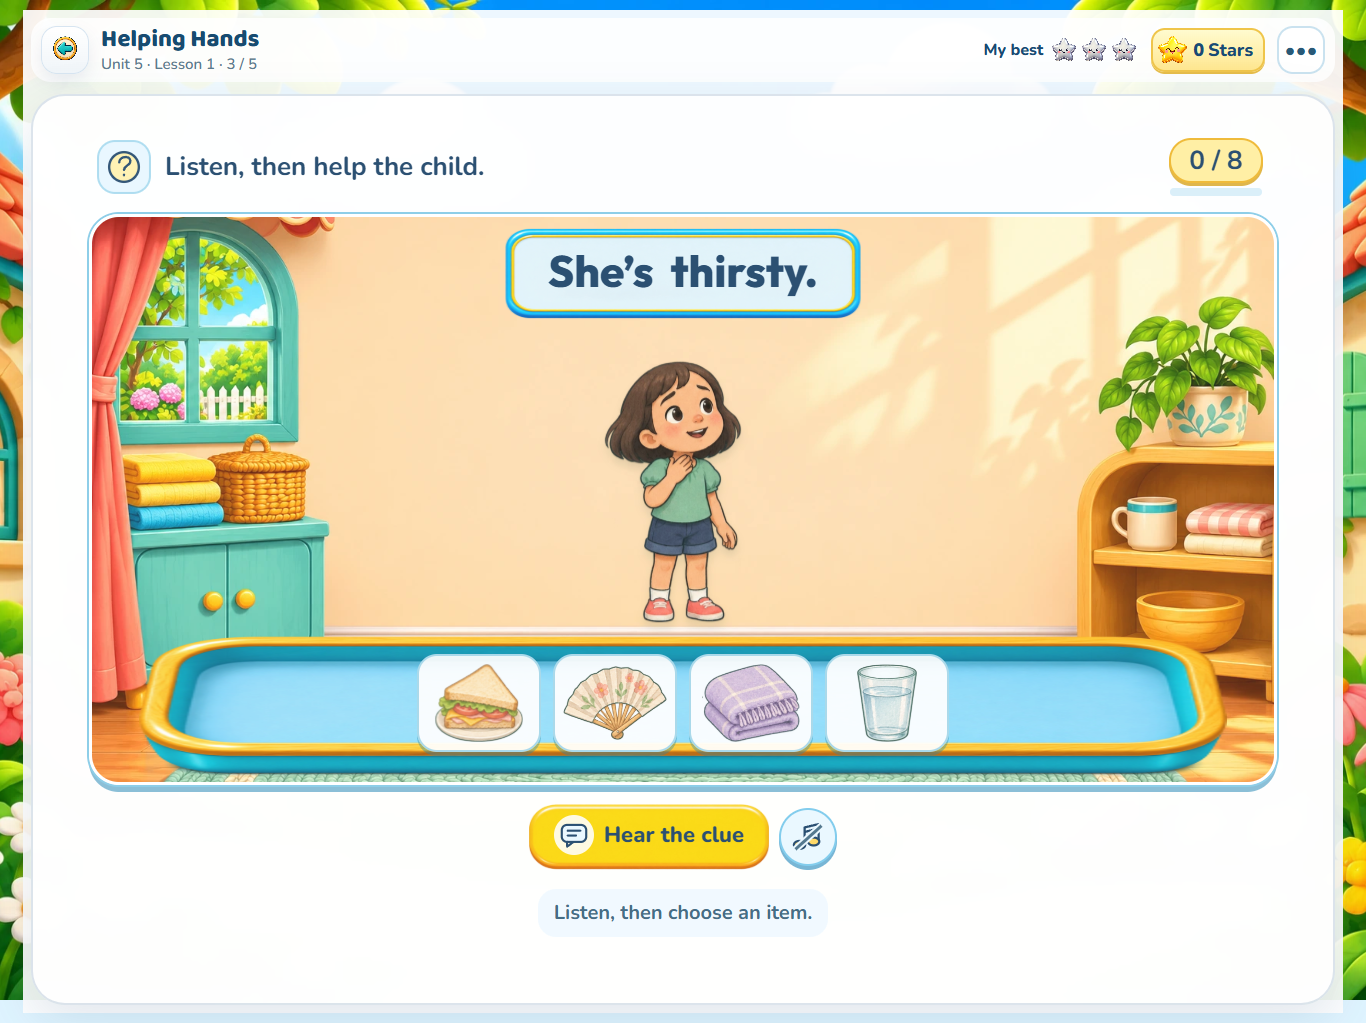 Helping Hands
Unit 5 · Lesson 1 · 3 / 5
My best
0 Stars
Listen, then help the child.
0 / 8
She’s thirsty.
Hear the clue
Listen, then choose an item.